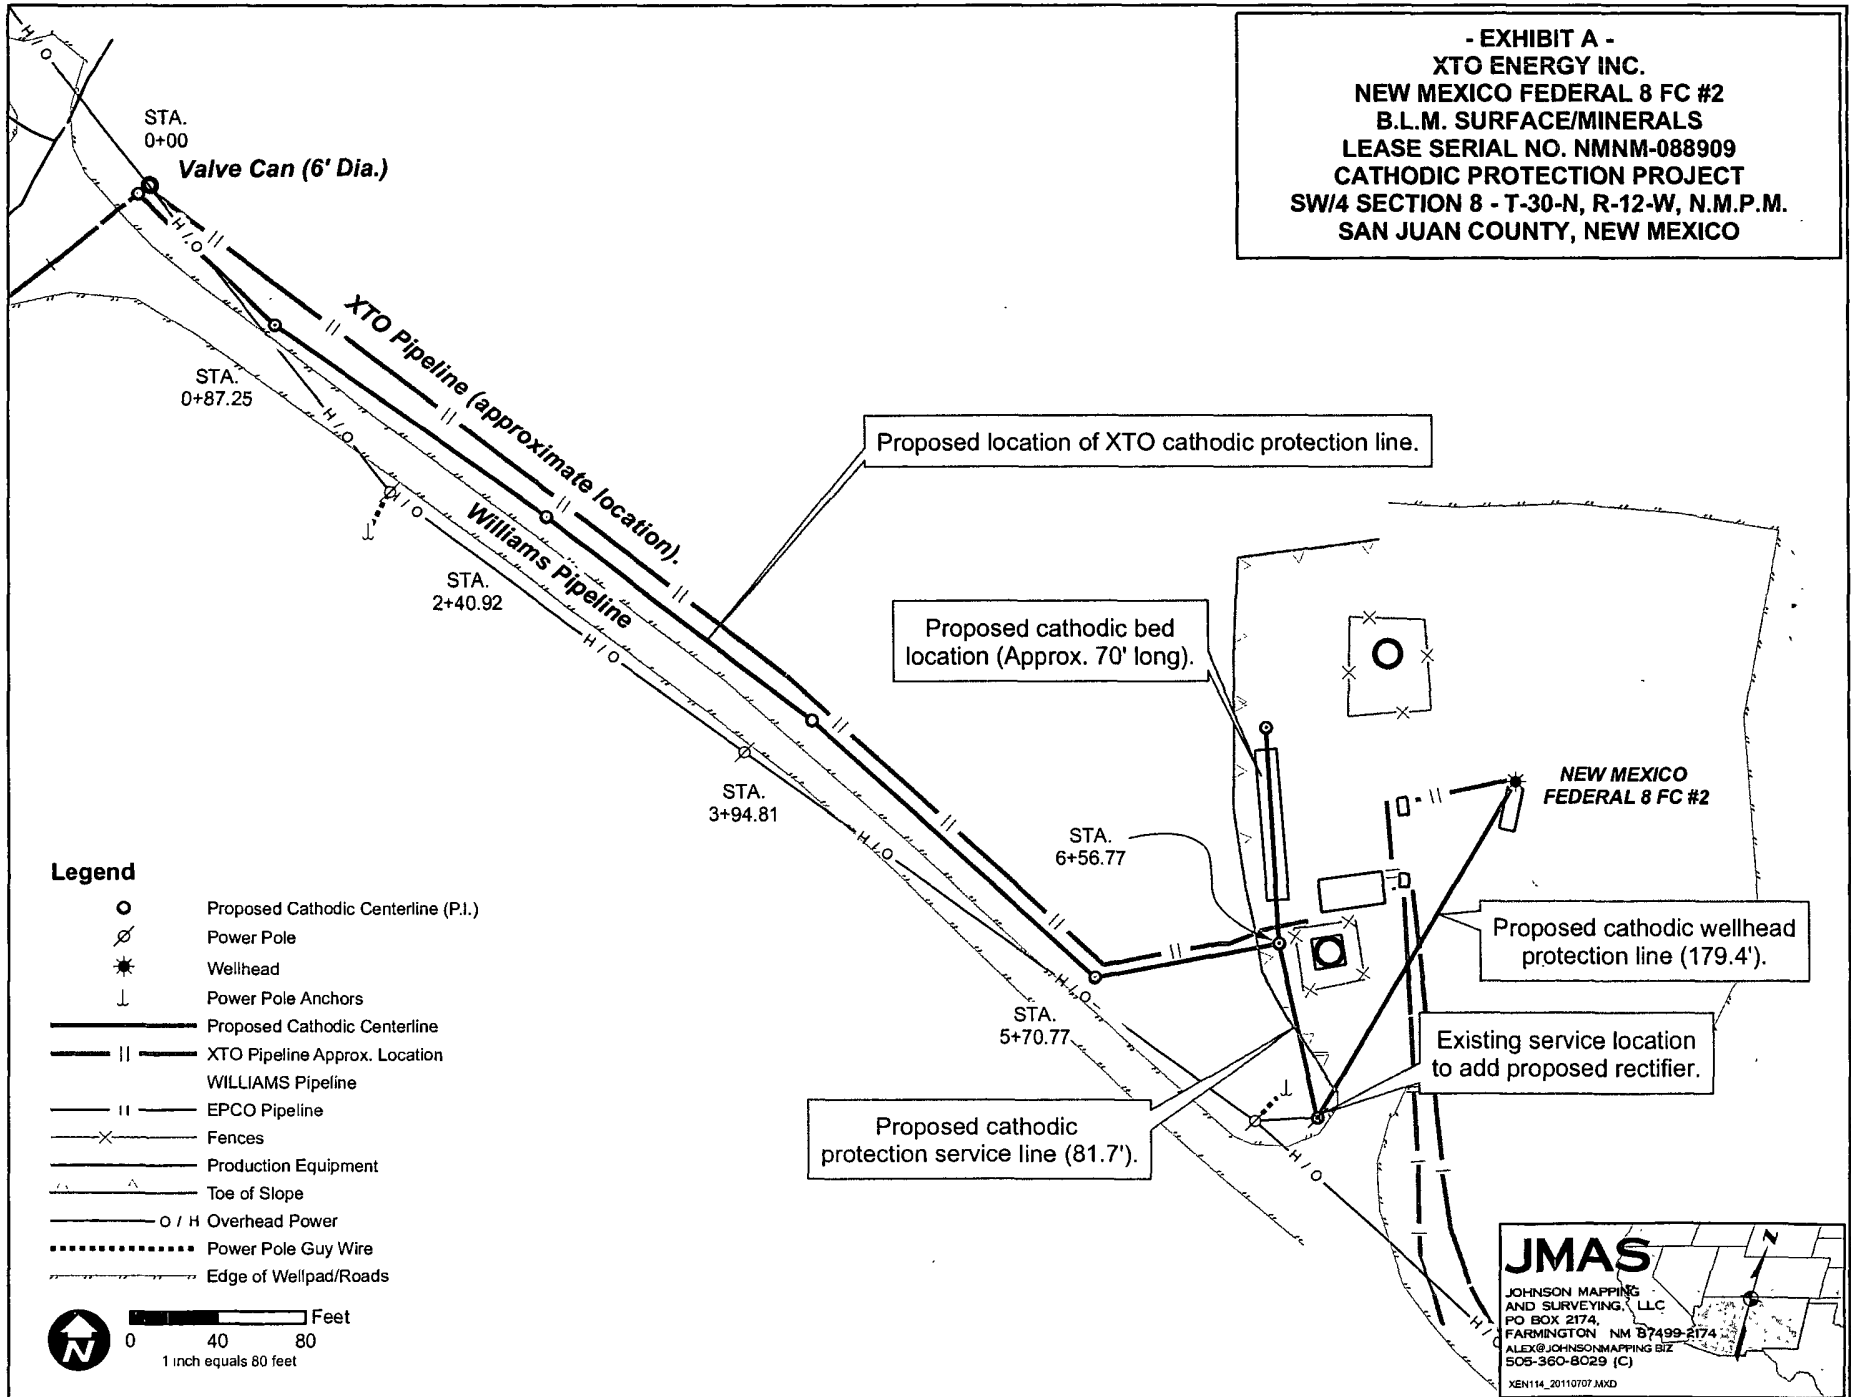 - EXHIBIT A -
XTO ENERGY INC.
NEW MEXICO FEDERAL 8 FC #2
B.L.M. SURFACE/MINERALS
LEASE SERIAL NO. NMNM-088909
CATHODIC PROTECTION PROJECT
SW/4 SECTION 8 - T-30-N, R-12-W, N.M.P.M.
SAN JUAN COUNTY, NEW MEXICO
H / O
STA.
0+00
Valve Can (6' Dia.)
H / O
XTO Pipeline (approximate location).
STA.
0+87.25
H / O
Proposed location of XTO cathodic protection line.
H / O
Williams Pipeline
STA.
2+40.92
H / O
Proposed cathodic bed
location (Approx. 70' long).
STA.
3+94.81
NEW MEXICO
FEDERAL 8 FC #2
H / O
STA.
6+56.77
Proposed cathodic wellhead
protection line (179.4').
H / O
STA.
5+70.77
Existing service location
to add proposed rectifier.
Proposed cathodic
protection service line (81.7').
H / O
H / O
Legend
Proposed Cathodic Centerline (P.I.)
Power Pole
Wellhead
Power Pole Anchors
Proposed Cathodic Centerline
XTO Pipeline Approx. Location
WILLIAMS Pipeline
EPCO Pipeline
Fences
Production Equipment
Toe of Slope
O / H Overhead Power
Power Pole Guy Wire
Edge of Wellpad/Roads
N
Feet
0 40 80
1 inch equals 80 feet
JMAS
N
JOHNSON MAPPING
AND SURVEYING, LLC
PO BOX 2174,
FARMINGTON NM 87499-2174
ALEX@JOHNSONMAPPING BIZ
505-360-8029 (C)
XEN114_20110707.MXD